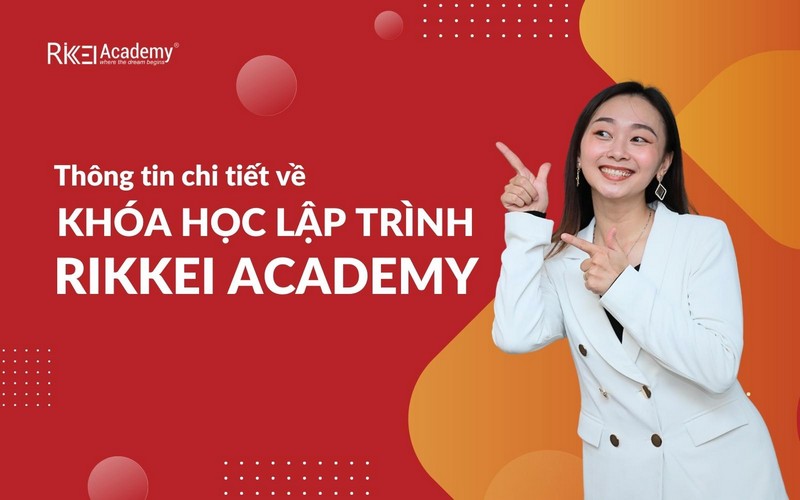 RIKKEI Academy®
where the dream begins
Thông tin chi tiết về
KHÓA HỌC LẬP TRÌNH
RIKKEI ACADEMY